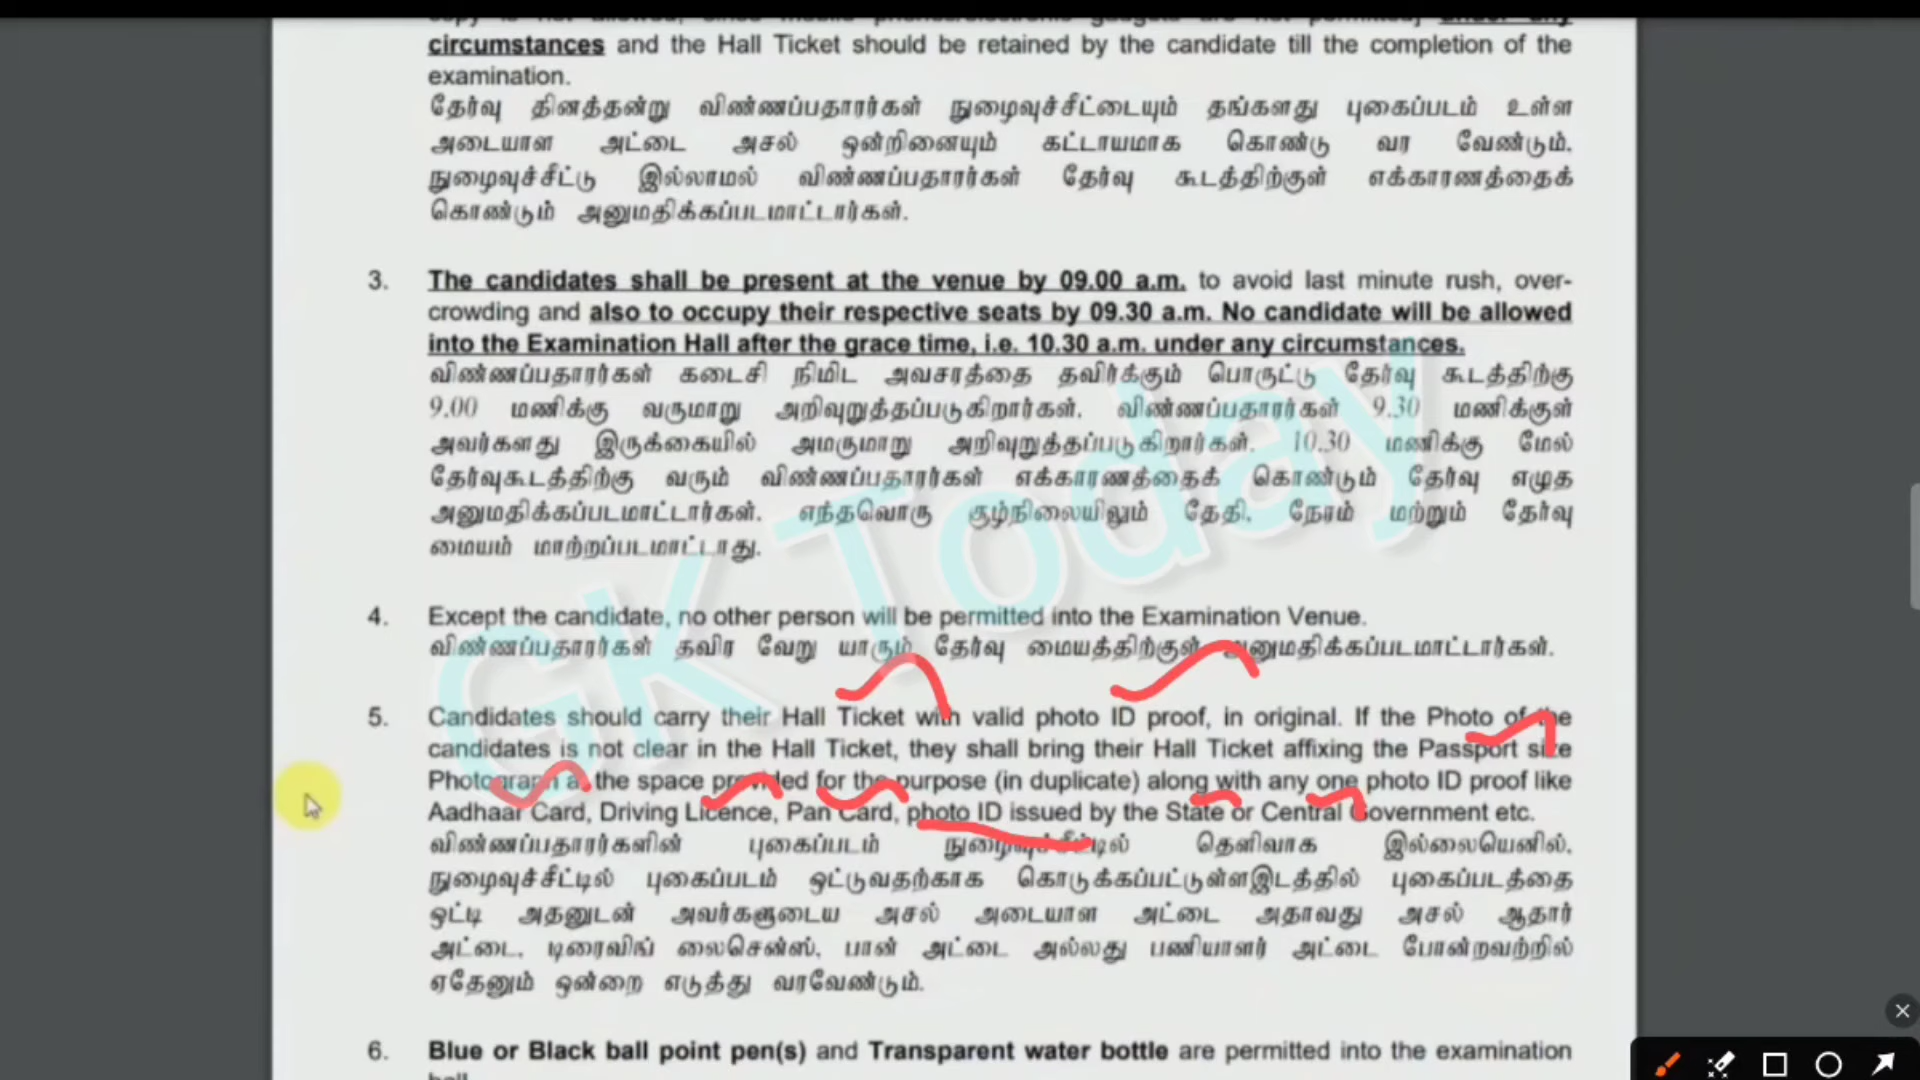 circumstances and the Hall Ticket should be retained by the candidate till the completion of the
examination.
தேர்வு தினத்தன்று விண்ணப்பதாரர்கள் நுழைவுச்சீட்டையும் தங்களது புகைப்படம் உள்ள
அடையாள அட்டை அசல் ஒன்றினையும் கட்டாயமாக கொண்டு வர வேண்டும்.
நுழைவுச்சீட்டு இல்லாமல் விண்ணப்பதாரர்கள் தேர்வு கூடத்திற்குள் எக்காரணத்தைக்
கொண்டும் அனுமதிக்கப்படமாட்டார்கள்.
3. The candidates shall be present at the venue by 09.00 a.m. to avoid last minute rush, over-
crowding and also to occupy their respective seats by 09.30 a.m. No candidate will be allowed
into the Examination Hall after the grace time, i.e. 10.30 a.m. under any circumstances.
விண்ணப்பதாரர்கள் கடைசி நிமிட அவசரத்தை தவிர்க்கும் பொருட்டு தேர்வு கூடத்திற்கு
9.00 மணிக்கு வருமாறு அறிவுறுத்தப்படுகிறார்கள். விண்ணப்பதாரர்கள் 9.30 மணிக்குள்
அவர்களது இருக்கையில் அமருமாறு அறிவுறுத்தப்படுகிறார்கள். 10.30 மணிக்கு மேல்
தேர்வுகூடத்திற்கு வரும் விண்ணப்பதாரர்கள் எக்காரணத்தைக் கொண்டும் தேர்வு எழுத
அனுமதிக்கப்படமாட்டார்கள். எந்தவொரு சூழ்நிலையிலும் தேதி, நேரம் மற்றும் தேர்வு
மையம் மாற்றப்படமாட்டாது.
GK Today
4. Except the candidate, no other person will be permitted into the Examination Venue.
விண்ணப்பதாரர்கள் தவிர வேறு யாரும் தேர்வு மையத்திற்குள் அனுமதிக்கப்படமாட்டார்கள்.
5. Candidates should carry their Hall Ticket with valid photo ID proof, in original. If the Photo of the
candidates is not clear in the Hall Ticket, they shall bring their Hall Ticket affixing the Passport size
Photograph at the space provided for the purpose (in duplicate) along with any one photo ID proof like
Aadhaar Card, Driving Licence, Pan Card, photo ID issued by the State or Central Government etc.
விண்ணப்பதாரர்களின் புகைப்படம் நுழைவுச்சீட்டில் தெளிவாக இல்லையெனில்,
நுழைவுச்சீட்டில் புகைப்படம் ஒட்டுவதற்காக கொடுக்கப்பட்டுள்ளஇடத்தில் புகைப்படத்தை
ஒட்டி அதனுடன் அவர்களுடைய அசல் அடையாள அட்டை அதாவது அசல் ஆதார்
அட்டை, டிரைவிங் லைசென்ஸ், பான் அட்டை அல்லது பணியாளர் அட்டை போன்றவற்றில்
ஏதேனும் ஒன்றை எடுத்து வரவேண்டும்.
6. Blue or Black ball point pen(s) and Transparent water bottle are permitted into the examination